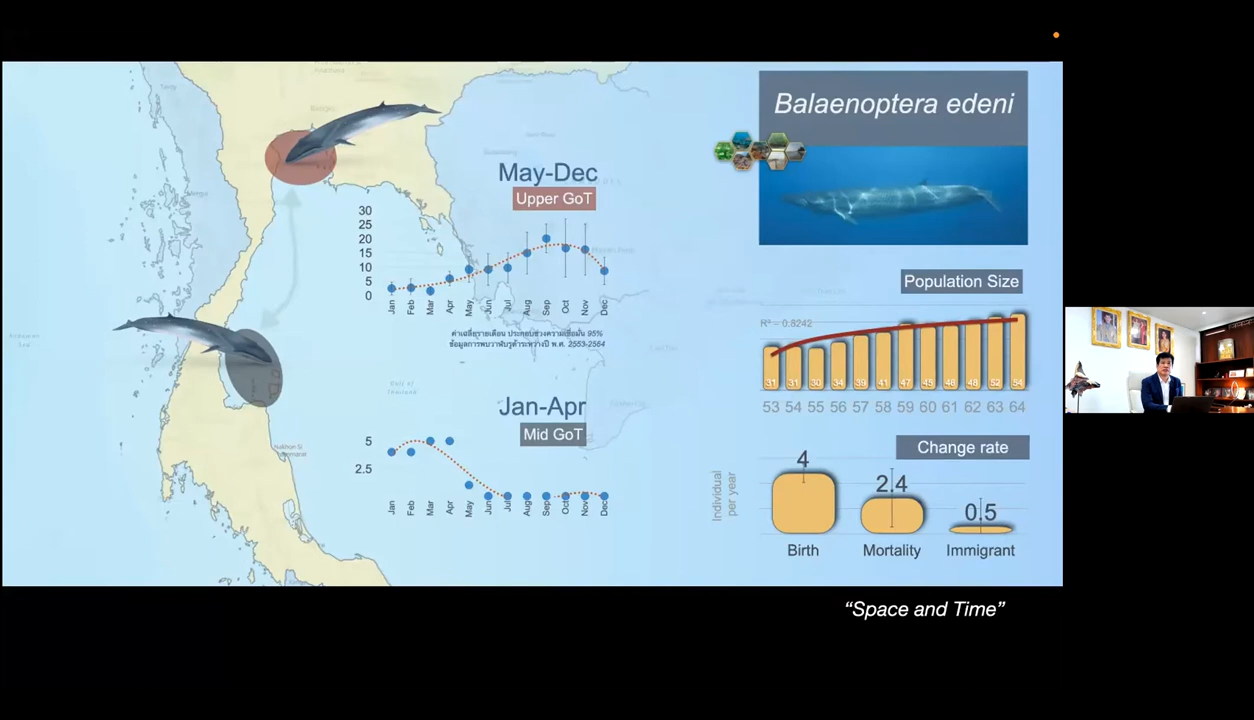 Balaenoptera edeni
May-Dec
Upper GoT
30
25
20
15
10
5
0
Jan Feb Mar Apr May Jun Jul Aug Sep Oct Nov Dec
ค่าเฉลี่ยรายเดือน ประกอบช่วงความเชื่อมั่น 95%
ข้อมูลการพบวาฬบรูด้าระหว่างปี พ.ศ. 2553-2564
Gulf of
Thailand
Jan-Apr
Mid GoT
5
2.5
Jan Feb Mar Apr May Jun Jul Aug Sep Oct Nov Dec
Nakhon Si
Population Size
R² = 0.8242
31 31 30 34 39 41 47 45 46 48 52 54
53 54 55 56 57 58 59 60 61 62 63 64
Change rate
Individual
per year
4
2.4
0.5
Birth Mortality Immigrant
“Space and Time”